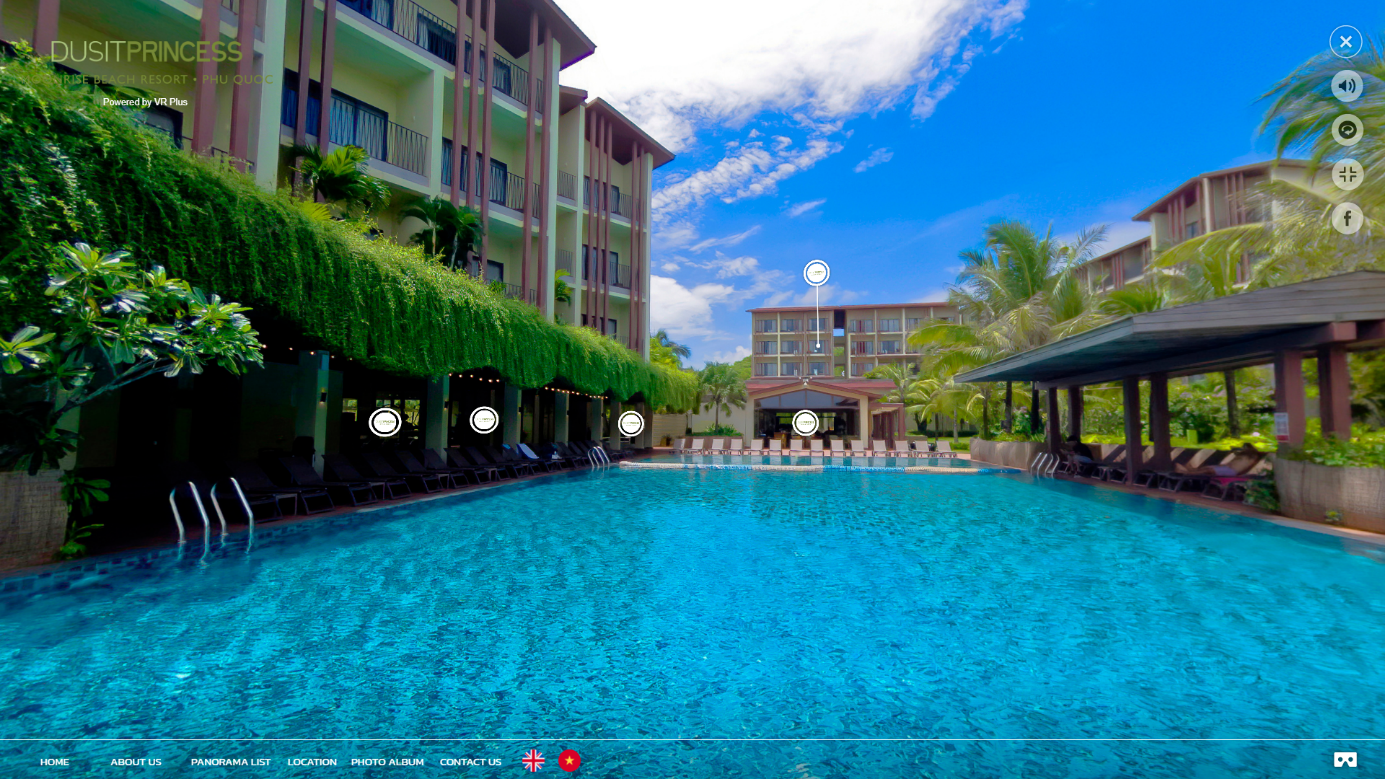 DUSITPRINCESS
MOONRISE BEACH RESORT • PHU QUOC
Powered by VR Plus
HOME
ABOUT US
PANORAMA LIST
LOCATION
PHOTO ALBUM
CONTACT US